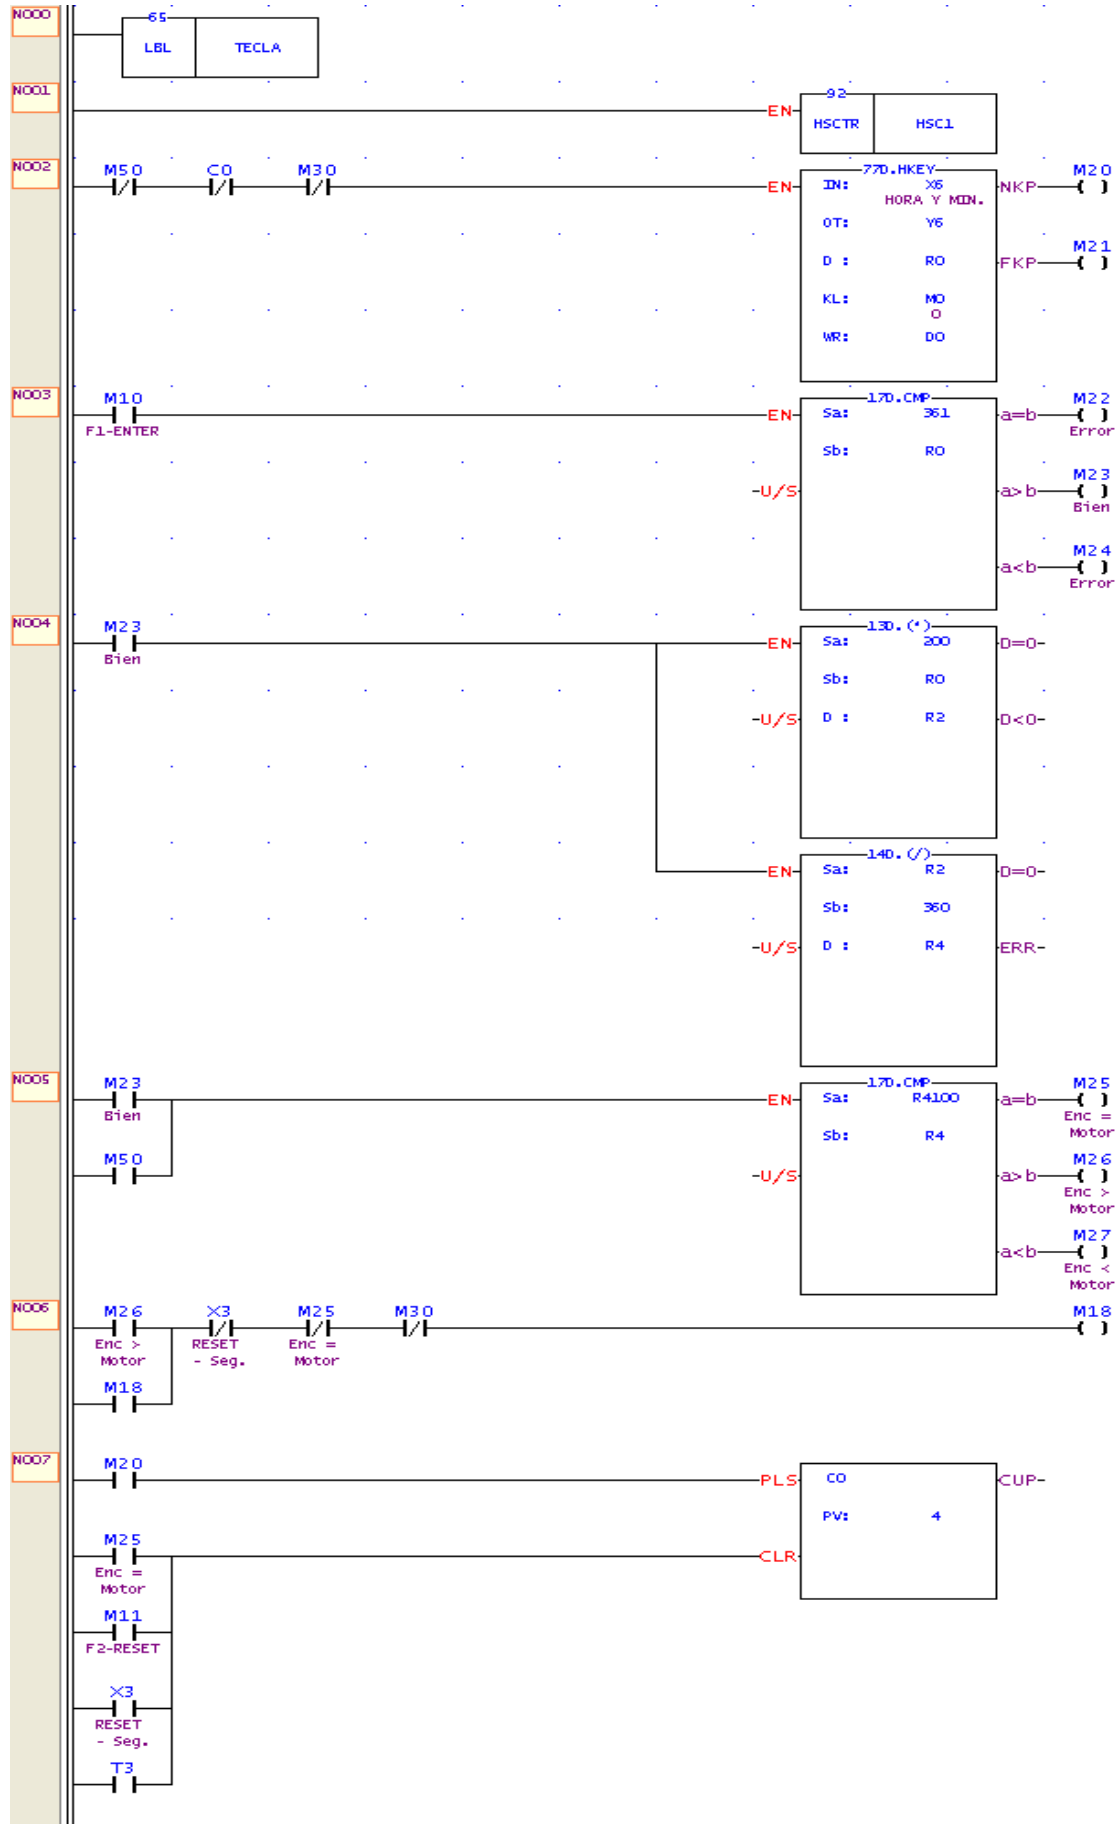 N000
65
LBL TECLA
N001
EN
92
HSCTR HSC1
N002
M50 C0 M30
EN
77D.HKEY
IN: X6
HORA Y MIN.
OT: Y6
D : R0
KL: M0
0
WR: D0
NKP
M20
FKP
M21
N003
M10
F1-ENTER
EN
U/S
17D.CMP
Sa: 361
Sb: R0
a=b
M22
Error
a>b
M23
Bien
a<b
M24
Error
N004
M23
Bien
EN
U/S
13D.(*)
Sa: 200
Sb: R0
D : R2
D=0
D<0
EN
U/S
14D.(/)
Sa: R2
Sb: 360
D : R4
D=0
ERR
N005
M23
Bien
M50
EN
U/S
17D.CMP
Sa: R4100
Sb: R4
a=b
M25
Enc =
Motor
a>b
M26
Enc >
Motor
a<b
M27
Enc <
Motor
N006
M26 X3 M25 M30 M18
Enc > RESET Enc =
Motor - Seg. Motor
M18
N007
M20
PLS
C0
PV: 4
CUP
M25
Enc =
Motor
CLR
M11
F2-RESET
X3
RESET
- Seg.
T3